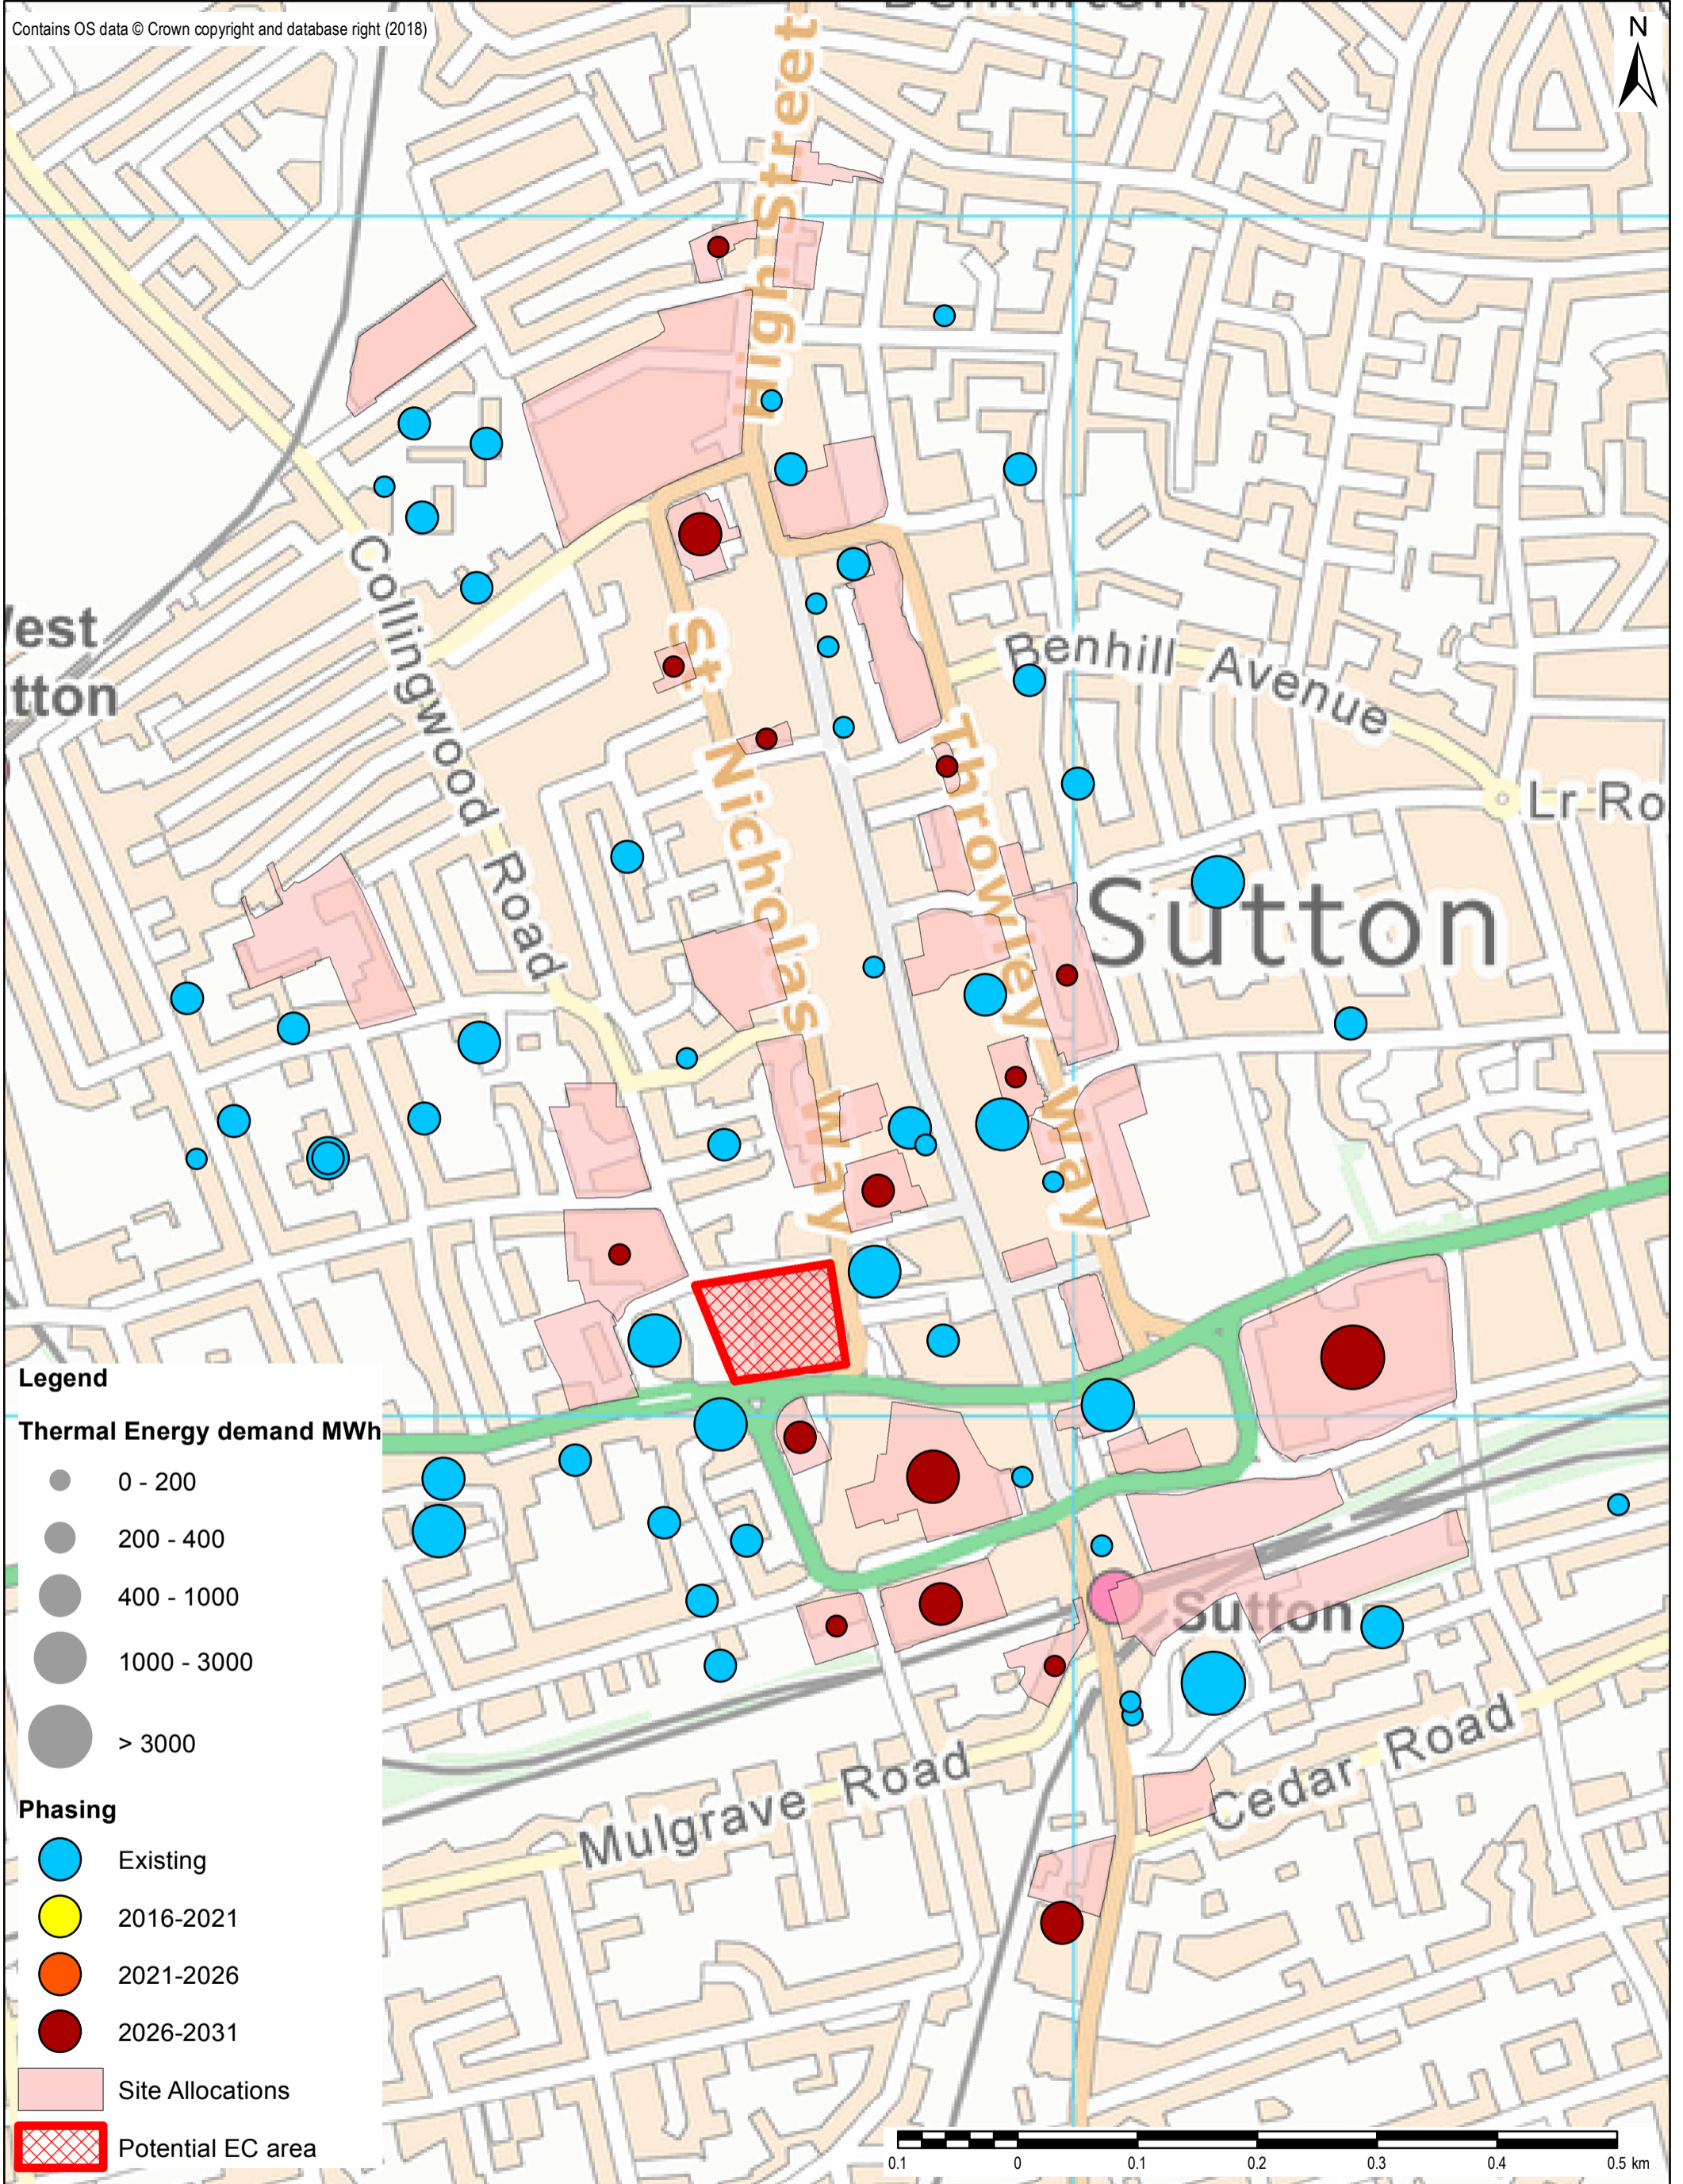 Contains OS data © Crown copyright and database right (2018)
N
High Street
Collingwood Road
St. Nicholas Way
Benhill Avenue
Throwley Way
Lr Ro
Sutton
Sutton
Mulgrave Road
Cedar Road
Legend
Thermal Energy demand MWh
0 - 200
200 - 400
400 - 1000
1000 - 3000
> 3000
Phasing
Existing
2016-2021
2021-2026
2026-2031
Site Allocations
Potential EC area
0.1 0 0.1 0.2 0.3 0.4 0.5 km